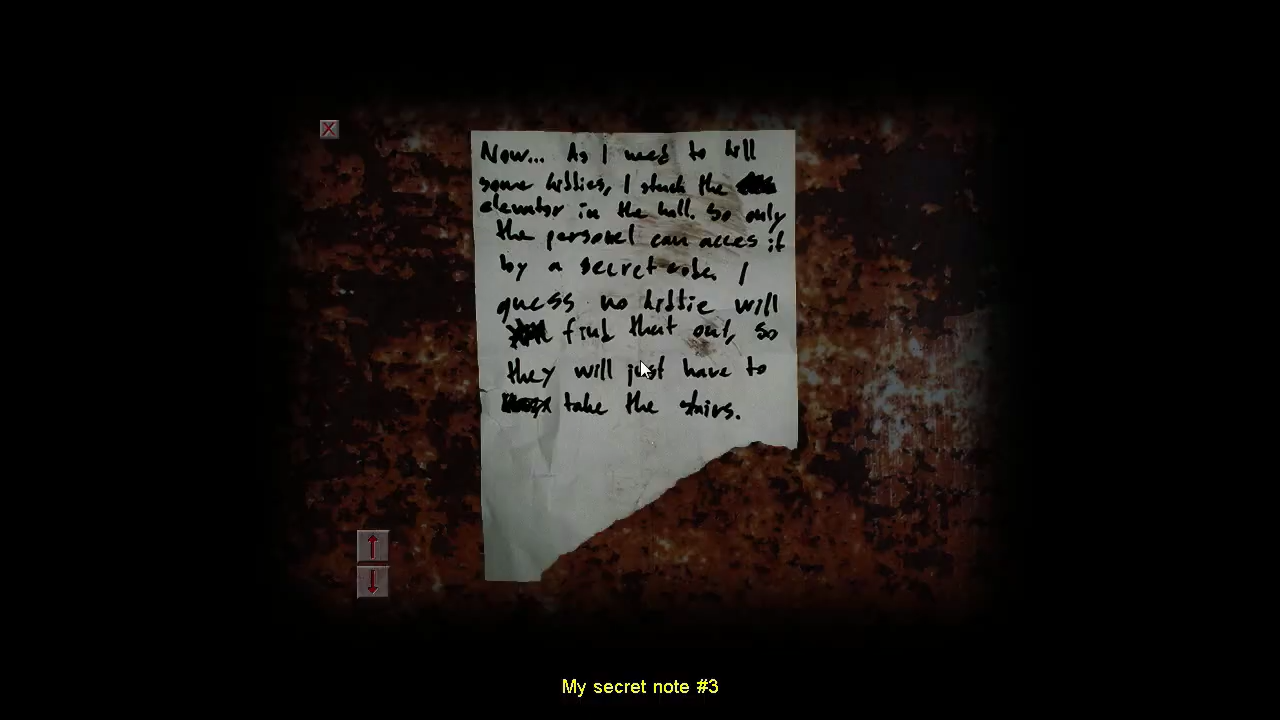 Now... As I need to kill
some kiddies, I stuck the
elevator in the hall. So only
the personel can acces it
by a secret code. I
guess no kiddie will
find that out, so
they will just have to
take the stairs.
My secret note #3